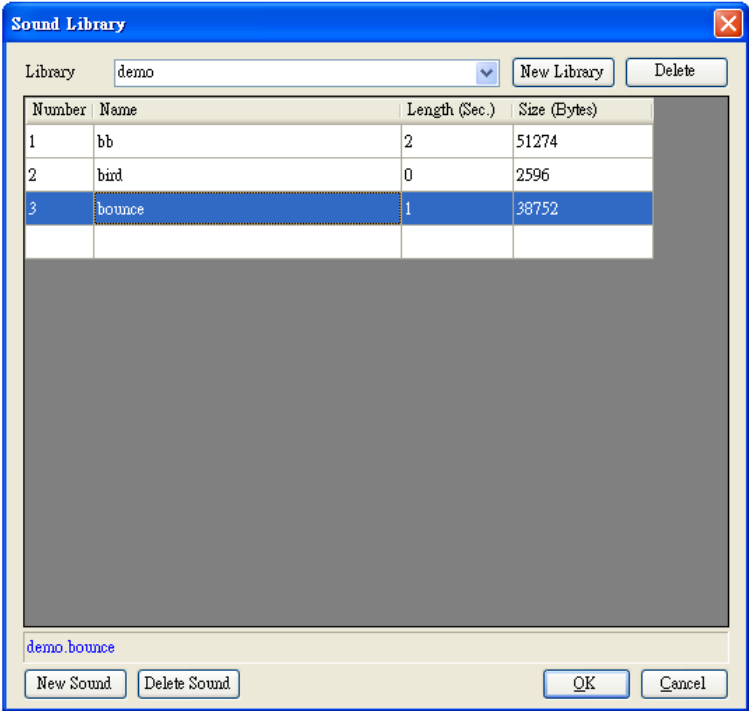 Sound Library
Library demo New Library Delete
Number Name Length (Sec.) Size (Bytes)
1 bb 2 51274
2 bird 0 2596
3 bounce 1 38752
demo.bounce
New Sound Delete Sound OK Cancel